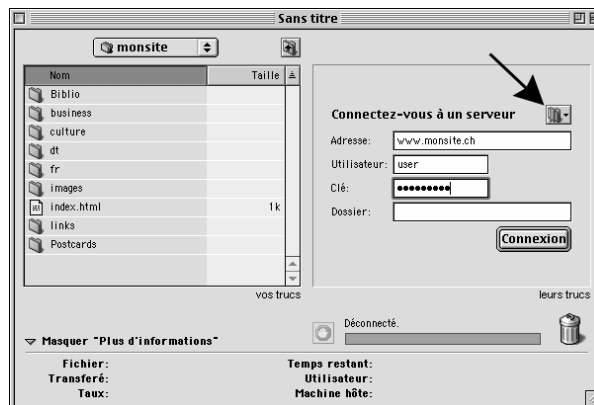 Sans titre
monsite
Nom Taille
Biblio
business
culture
dt
fr
images
index.html 1k
links
Postcards
vos trucs
Connectez-vous à un serveur
Adresse: www.monsite.ch
Utilisateur: user
Clé: •••••••••
Dossier:
Connexion
leurs trucs
Déconnecté.
Masquer "Plus d'informations"
Fichier:
Transferé:
Taux:
Temps restant:
Utilisateur:
Machine hôte: